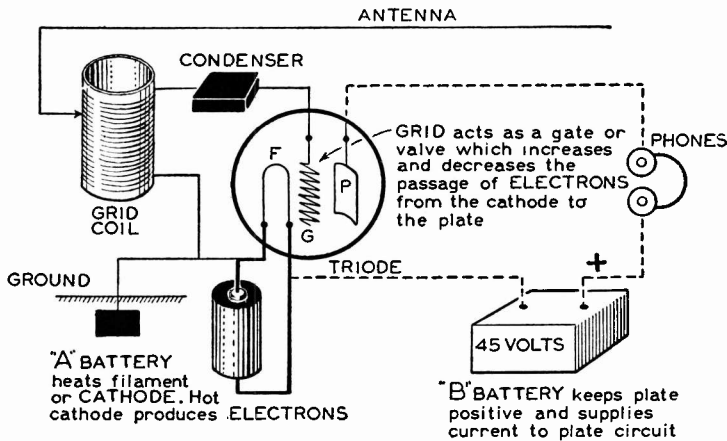 ANTENNA
CONDENSER
GRID
COIL
F
G
P
GRID acts as a gate or
valve which increases
and decreases the
passage of ELECTRONS
from the cathode to
the plate
PHONES
GROUND
TRIODE
+
45 VOLTS
"A" BATTERY
heats filament
or CATHODE. Hot
cathode produces ELECTRONS
"B" BATTERY keeps plate
positive and supplies
current to plate circuit